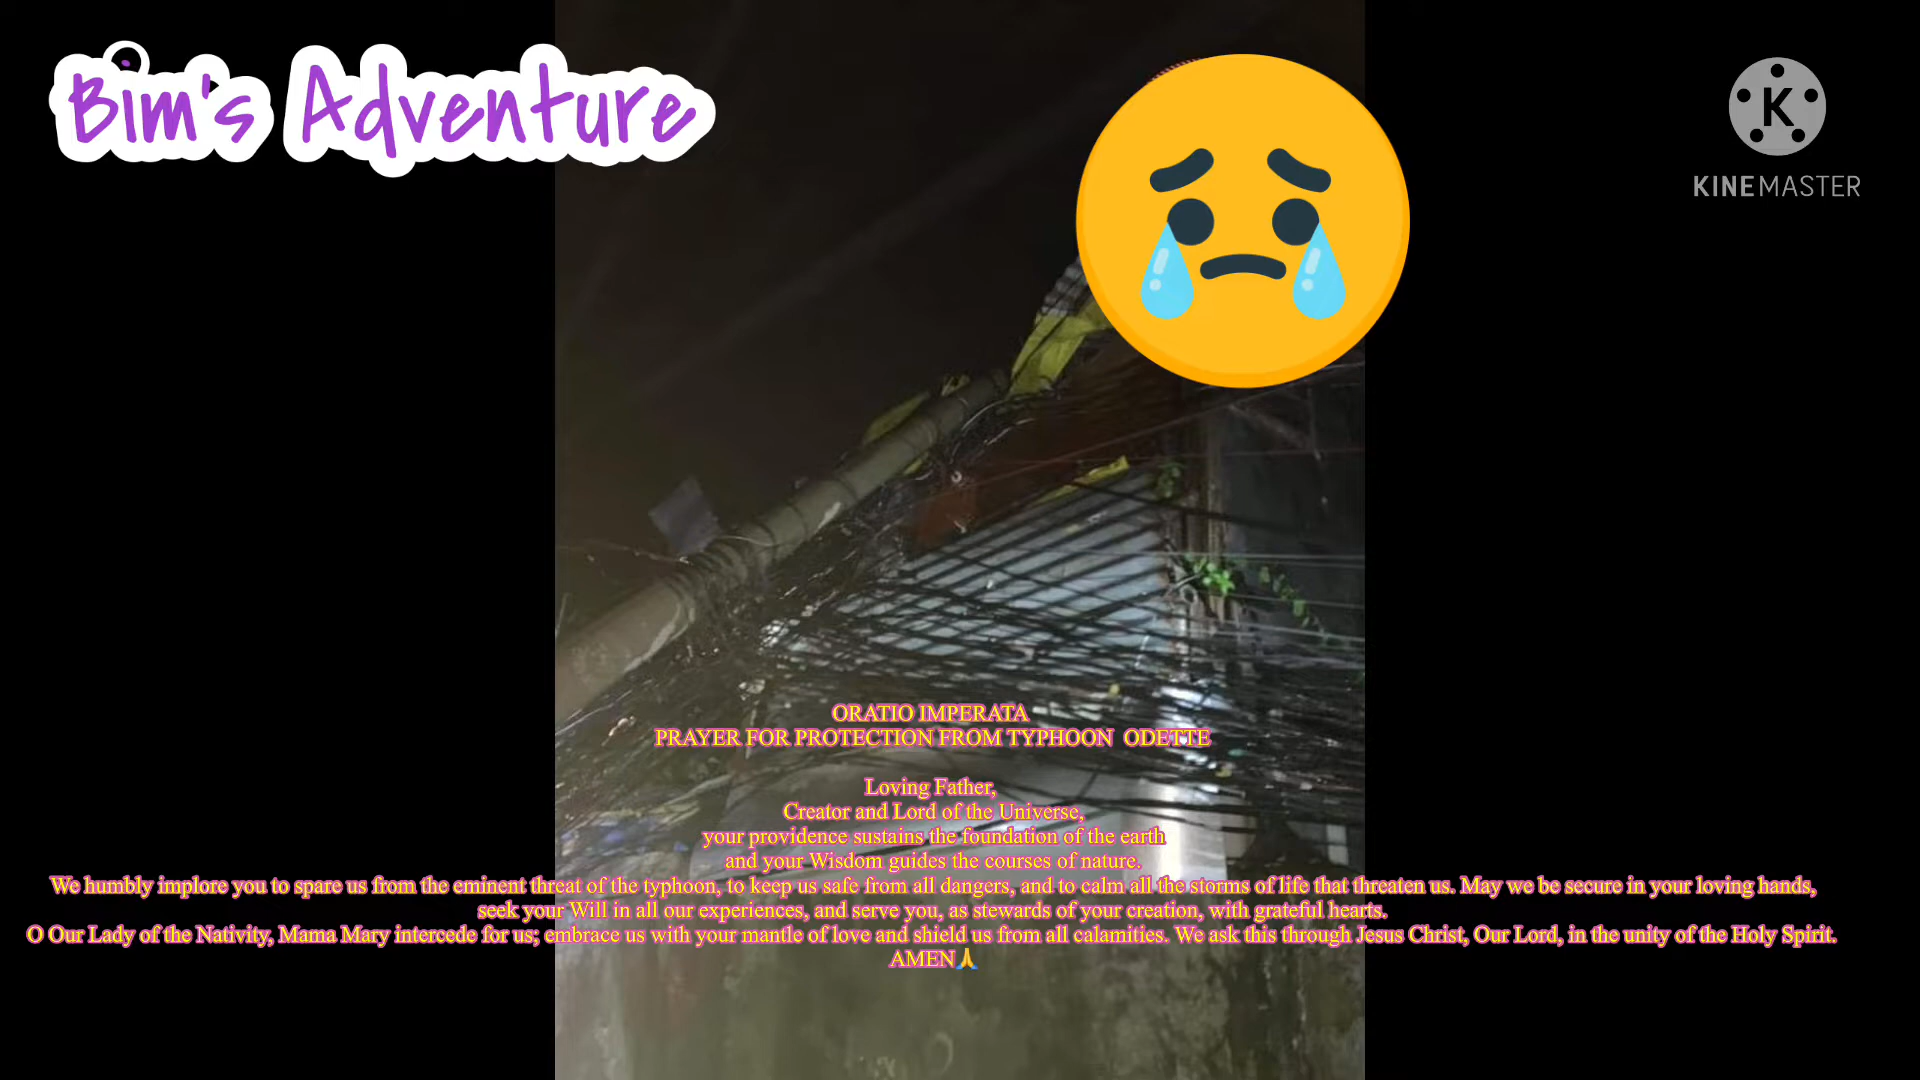 Bim's Adventure
K
KINEMASTER
ORATIO IMPERATA
PRAYER FOR PROTECTION FROM TYPHOON ODETTE
Loving Father,
Creator and Lord of the Universe,
your providence sustains the foundation of the earth
and your Wisdom guides the courses of nature.
We humbly implore you to spare us from the eminent threat of the typhoon, to keep us safe from all dangers, and to calm all the storms of life that threaten us. May we be secure in your loving hands,
seek your Will in all our experiences, and serve you, as stewards of your creation, with grateful hearts.
O Our Lady of the Nativity, Mama Mary intercede for us; embrace us with your mantle of love and shield us from all calamities. We ask this through Jesus Christ, Our Lord, in the unity of the Holy Spirit.
AMEN🙏